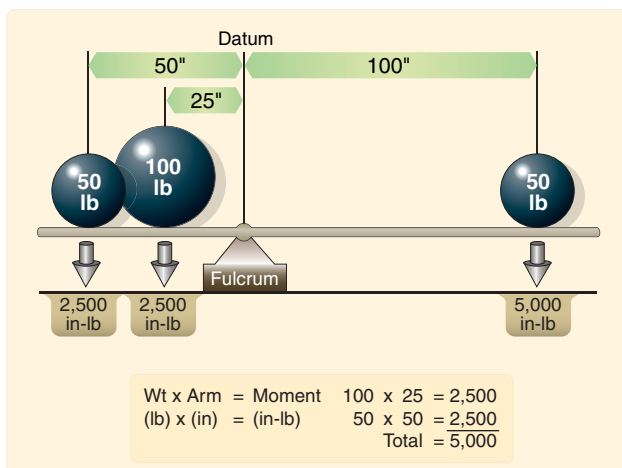 Datum
50"
100"
25"
50
lb
100
lb
50
lb
Fulcrum
2,500
in-lb
2,500
in-lb
5,000
in-lb
Wt x Arm = Moment 100 x 25 = 2,500
(lb) x (in) = (in-lb) 50 x 50 = 2,500
Total = 5,000